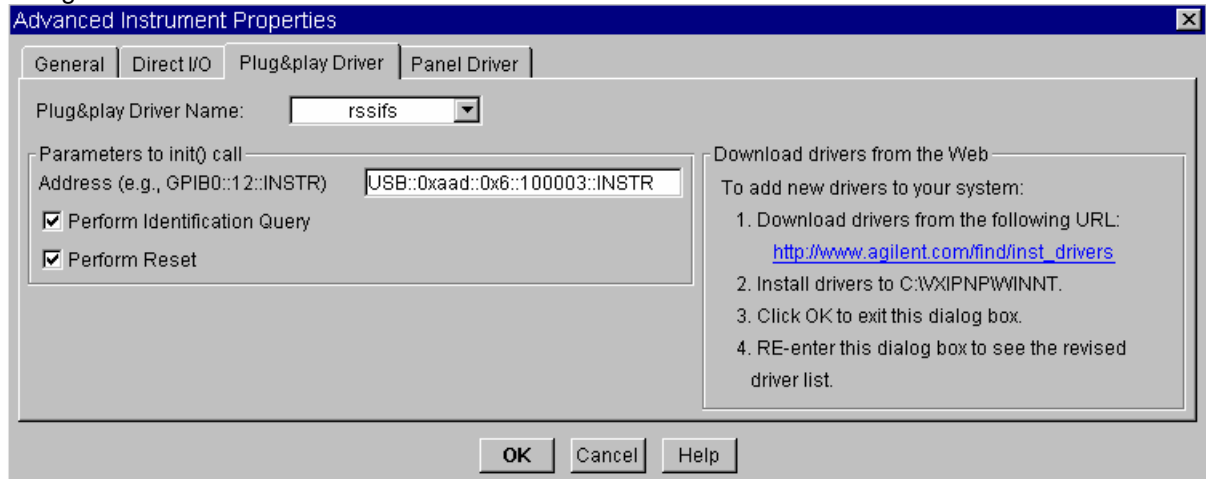 Advanced Instrument Properties
General Direct I/O Plug&play Driver Panel Driver
Plug&play Driver Name: rssifs
Parameters to init() call
Address (e.g., GPIB0::12::INSTR) USB::0xaad::0x6::100003::INSTR
Perform Identification Query
Perform Reset
Download drivers from the Web
To add new drivers to your system:
1. Download drivers from the following URL:
http://www.agilent.com/find/inst_drivers
2. Install drivers to C:\VXIPNP\WINNT.
3. Click OK to exit this dialog box.
4. RE-enter this dialog box to see the revised
driver list.
OK Cancel Help